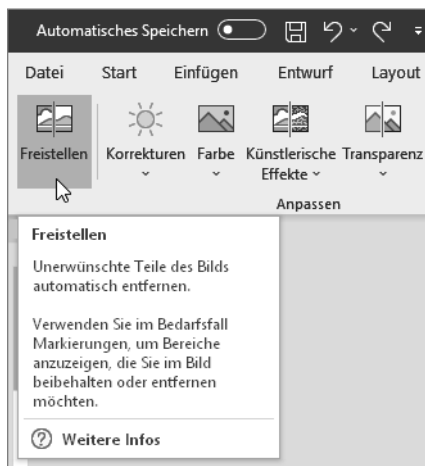 Automatisches Speichern
Datei Start Einfügen Entwurf Layout
Freistellen Korrekturen Farbe Künstlerische Transparenz
Effekte
Anpassen
Freistellen
Unerwünschte Teile des Bilds
automatisch entfernen.
Verwenden Sie im Bedarfsfall
Markierungen, um Bereiche
anzuzeigen, die Sie im Bild
beibehalten oder entfernen
möchten.
Weitere Infos